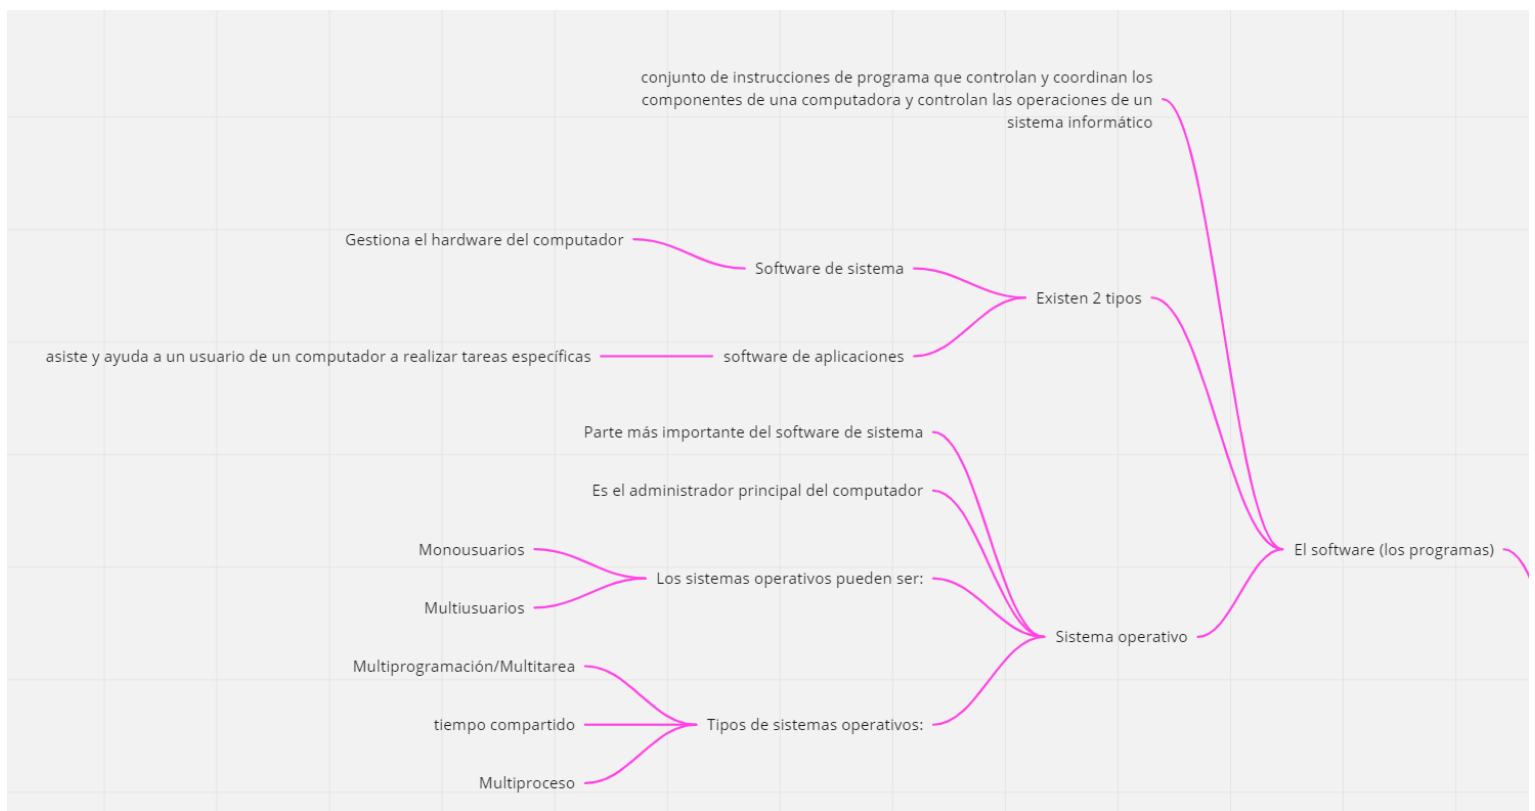 conjunto de instrucciones de programa que controlan y coordinan los
componentes de una computadora y controlan las operaciones de un
sistema informático
Gestiona el hardware del computador
Software de sistema
Existen 2 tipos
asiste y ayuda a un usuario de un computador a realizar tareas específicas
software de aplicaciones
Parte más importante del software de sistema
Es el administrador principal del computador
Monousuarios
El software (los programas)
Los sistemas operativos pueden ser:
Multiusuarios
Sistema operativo
Multiprogramación/Multitarea
tiempo compartido
Tipos de sistemas operativos:
Multiproceso